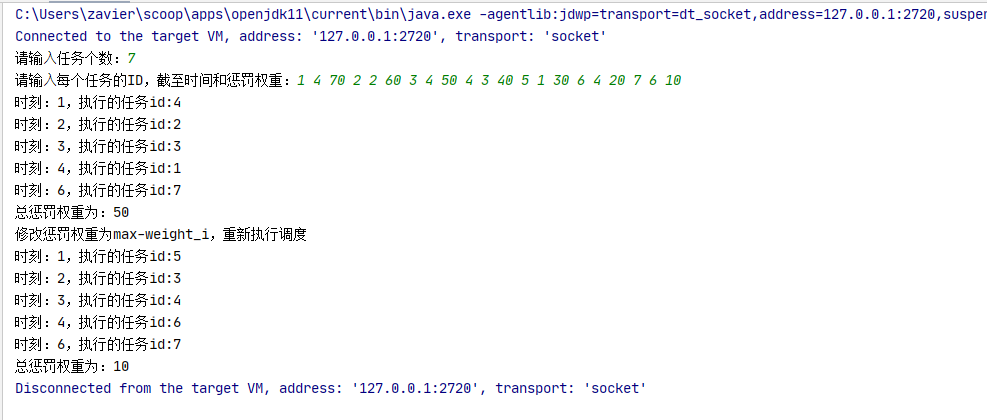 C:\Users\zavier\scoop\apps\openjdk11\current\bin\java.exe -agentlib:jdwp=transport=dt_socket,address=127.0.0.1:2720,suspen
Connected to the target VM, address: '127.0.0.1:2720', transport: 'socket'
请输入任务个数：7
请输入每个任务的ID，截至时间和惩罚权重：1 4 70 2 2 60 3 4 50 4 3 40 5 1 30 6 4 20 7 6 10
时刻：1，执行的任务id:4
时刻：2，执行的任务id:2
时刻：3，执行的任务id:3
时刻：4，执行的任务id:1
时刻：6，执行的任务id:7
总惩罚权重为：50
修改惩罚权重为max-weight_i，重新执行调度
时刻：1，执行的任务id:5
时刻：2，执行的任务id:3
时刻：3，执行的任务id:4
时刻：4，执行的任务id:6
时刻：6，执行的任务id:7
总惩罚权重为：10
Disconnected from the target VM, address: '127.0.0.1:2720', transport: 'socket'